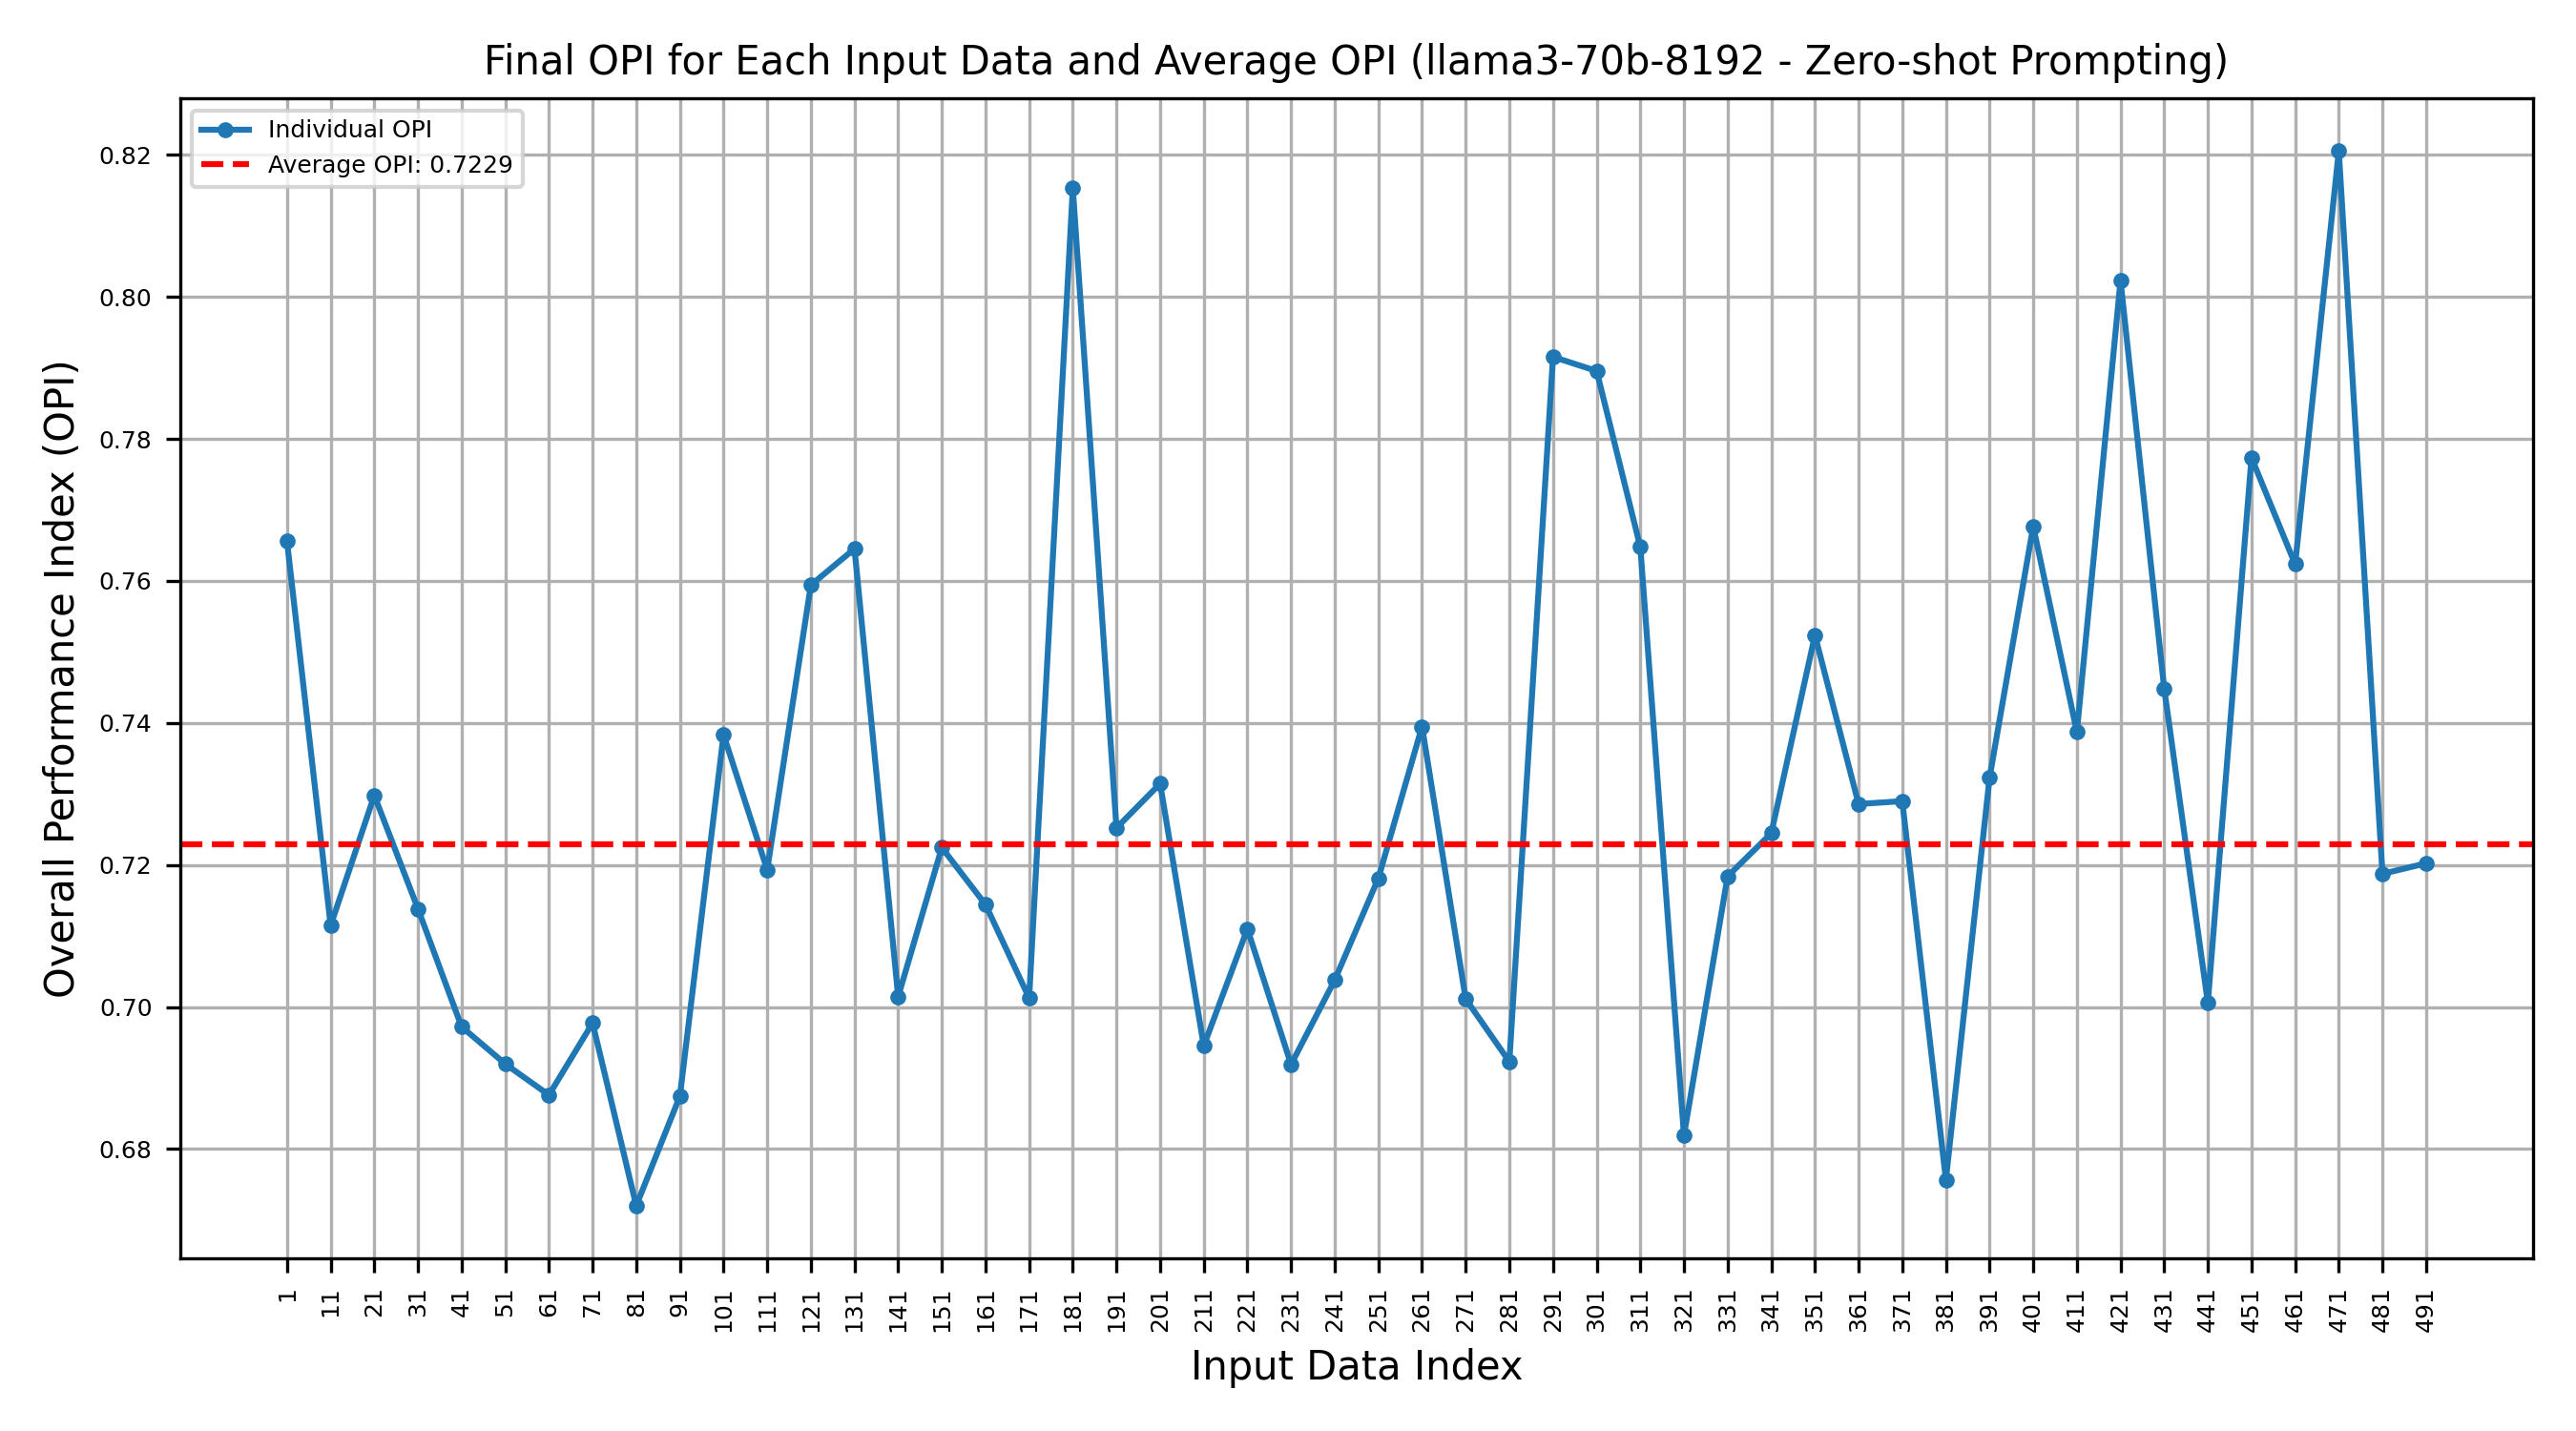 Final OPI for Each Input Data and Average OPI (llama3-70b-8192 - Zero-shot Prompting)
Individual OPI
Average OPI: 0.7229
Overall Performance Index (OPI)
0.82
0.80
0.78
0.76
0.74
0.72
0.70
0.68
1 11 21 31 41 51 61 71 81 91 101 111 121 131 141 151 161 171 181 191 201 211 221 231 241 251 261 271 281 291 301 311 321 331 341 351 361 371 381 391 401 411 421 431 441 451 461 471 481 491
Input Data Index